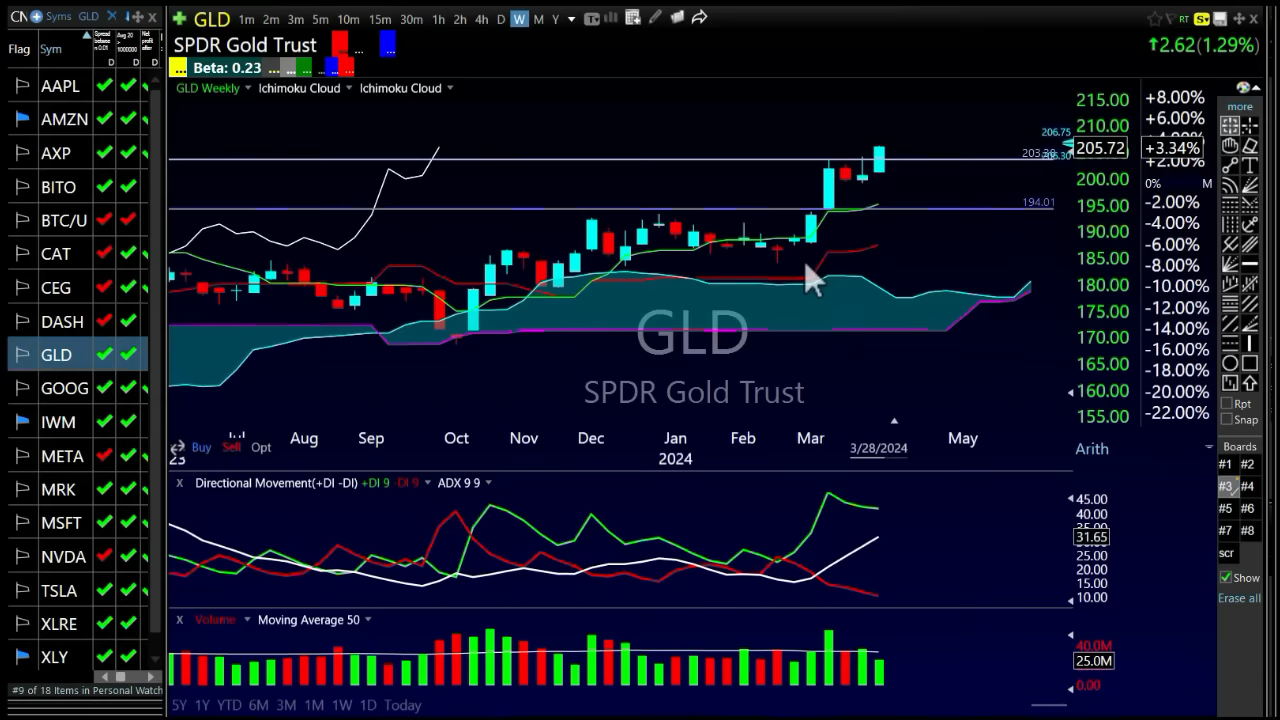 CN Syms GLD
Flag Sym
AAPL
AMZN
AXP
BITO
BTC/U
CAT
CEG
DASH
GLD
GOOG
IWM
META
MRK
MSFT
NVDA
TSLA
XLRE
XLY
#9 of 18 Items in Personal Watch
GLD 1m 2m 3m 5m 10m 15m 30m 1h 2h 4h D W M Y
SPDR Gold Trust ... ...
... Beta: 0.23 ... ... ... ... ... ...
RT S
2.62(1.29%)
GLD Weekly Ichimoku Cloud Ichimoku Cloud
206.75
194.01
215.00
210.00
205.72
200.00
195.00
190.00
185.00
180.00
175.00
170.00
165.00
160.00
155.00
+8.00%
+6.00%
+3.34%
+2.00%
0% M
-2.00%
-4.00%
-6.00%
-8.00%
-10.00%
-12.00%
-14.00%
-16.00%
-18.00%
-20.00%
-22.00%
GLD
SPDR Gold Trust
Aug Sep Oct Nov Dec Jan Feb Mar May
23 2024 3/28/2024
Buy Sell Opt
Arith
X Directional Movement(+DI -DI) +DI 9 -DI 9 ADX 9 9
45.00
40.00
31.65
25.00
20.00
15.00
10.00
X Volume Moving Average 50
40.0M
25.0M
0.00
5Y 1Y YTD 6M 3M 1M 1W 1D Today
more
T
Rpt
Snap
Boards
#1 #2
#3 #4
#5 #6
#7 #8
scr
Show
Erase all